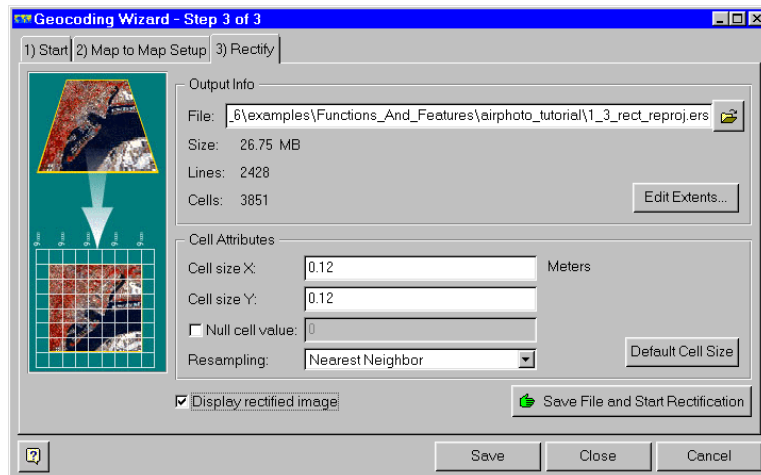 Geocoding Wizard - Step 3 of 3
1) Start 2) Map to Map Setup 3) Rectify
Output Info
File: _6\examples\Functions_And_Features\airphoto_tutorial\1_3_rect_reproj.ers
Size: 26.75 MB
Lines: 2428
Cells: 3851
Edit Extents...
Cell Attributes
Cell size X: 0.12 Meters
Cell size Y: 0.12
Null cell value: 0
Resampling: Nearest Neighbor
Default Cell Size
Display rectified image
Save File and Start Rectification
Save Close Cancel